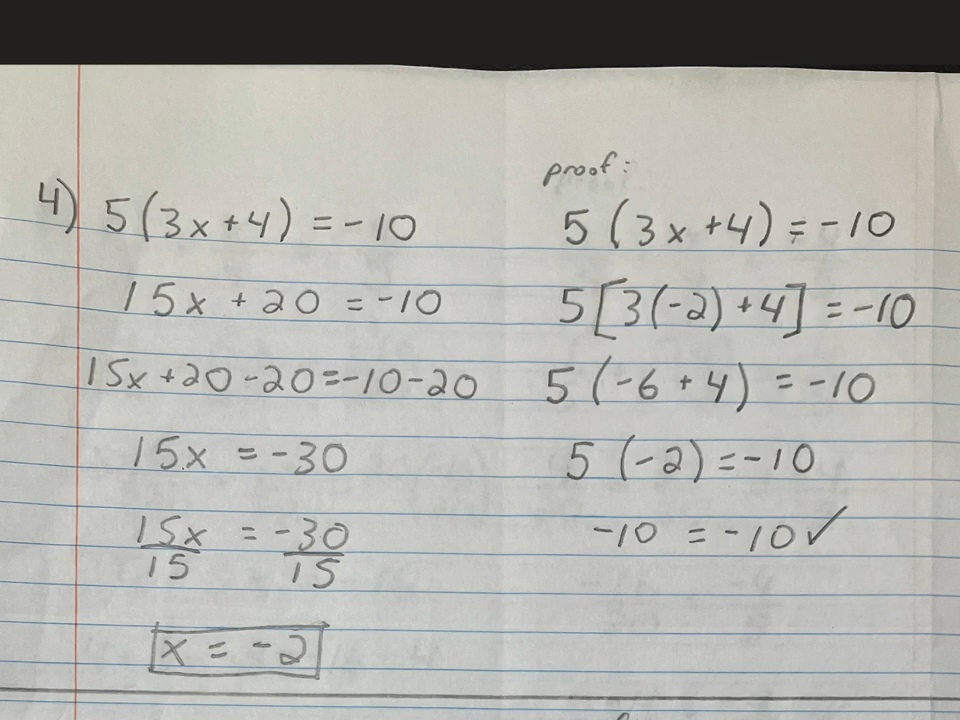 4) 5(3x+4) = -10
15x + 20 = -10
15x +20 -20=-10-20
15x = -30
15x = -30
15 15
x = -2
proof:
5(3x+4) = -10
5[3(-2)+4] = -10
5(-6+4) = -10
5(-2) = -10
-10 = -10 ✓